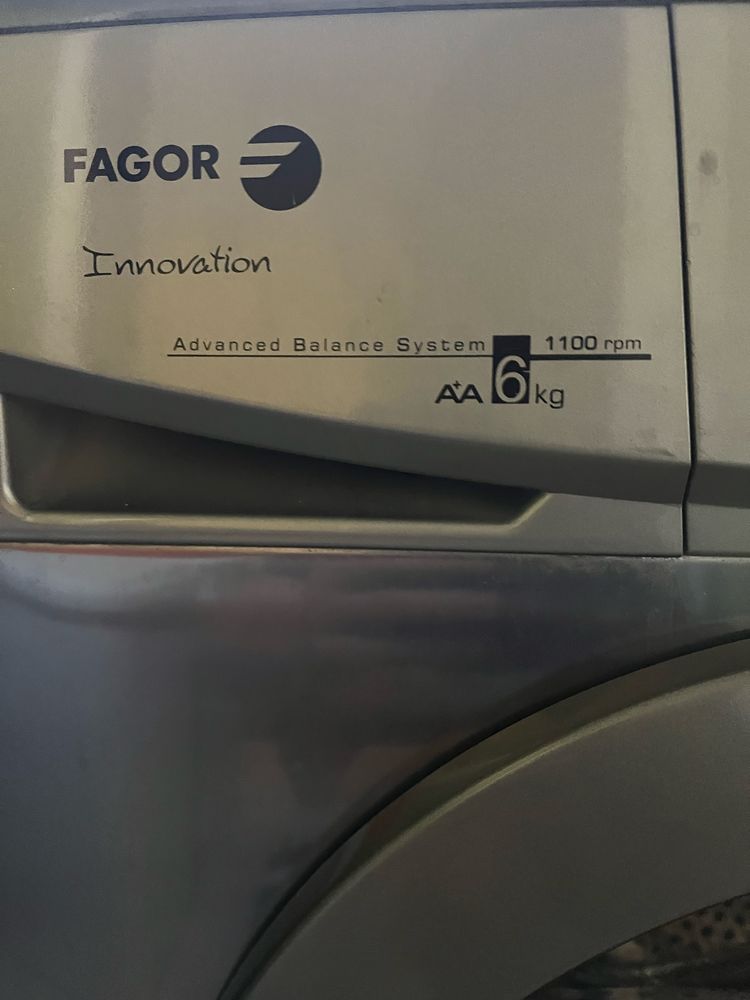 FAGOR
Innovation
Advanced Balance System 6 1100 rpm
A+A kg